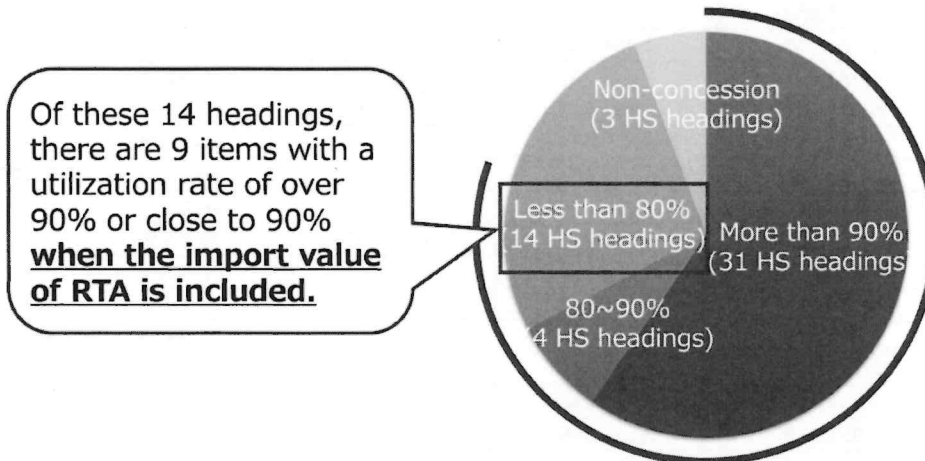 Of these 14 headings,
there are 9 items with a
utilization rate of over
90% or close to 90%
when the import value
of RTA is included.
Non-concession
(3 HS headings)
Less than 80%
(14 HS headings)
More than 90%
(31 HS headings
80~90%
(4 HS headings)